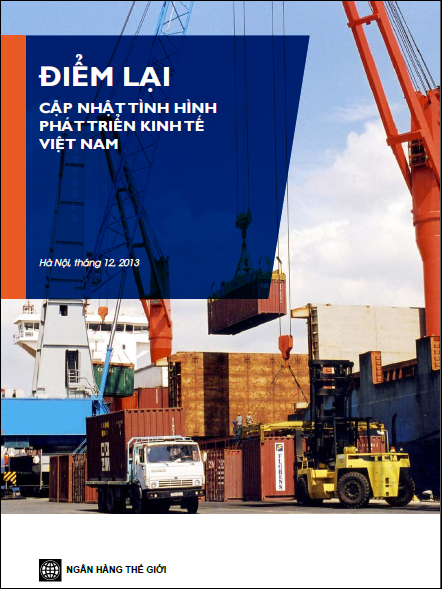 ĐIỂM LẠI
CẬP NHẬT TÌNH HÌNH
PHÁT TRIỂN KINH TẾ
VIỆT NAM
Hà Nội, tháng 12, 2013
FLORENS
NGÂN HÀNG THẾ GIỚI